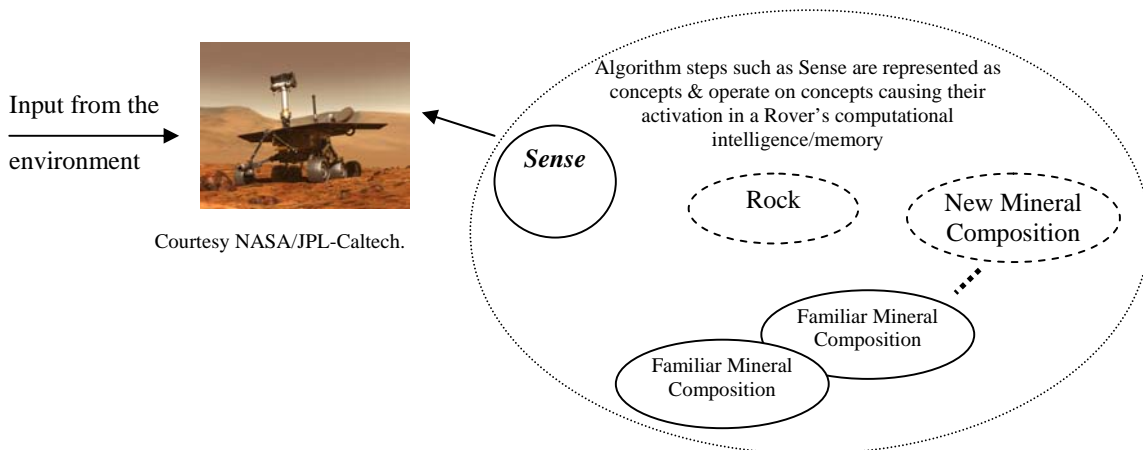 Input from the
environment
Courtesy NASA/JPL-Caltech.
Algorithm steps such as Sense are represented as
concepts & operate on concepts causing their
activation in a Rover's computational
intelligence/memory
Sense
Rock
New Mineral
Composition
Familiar Mineral
Composition
Familiar Mineral
Composition